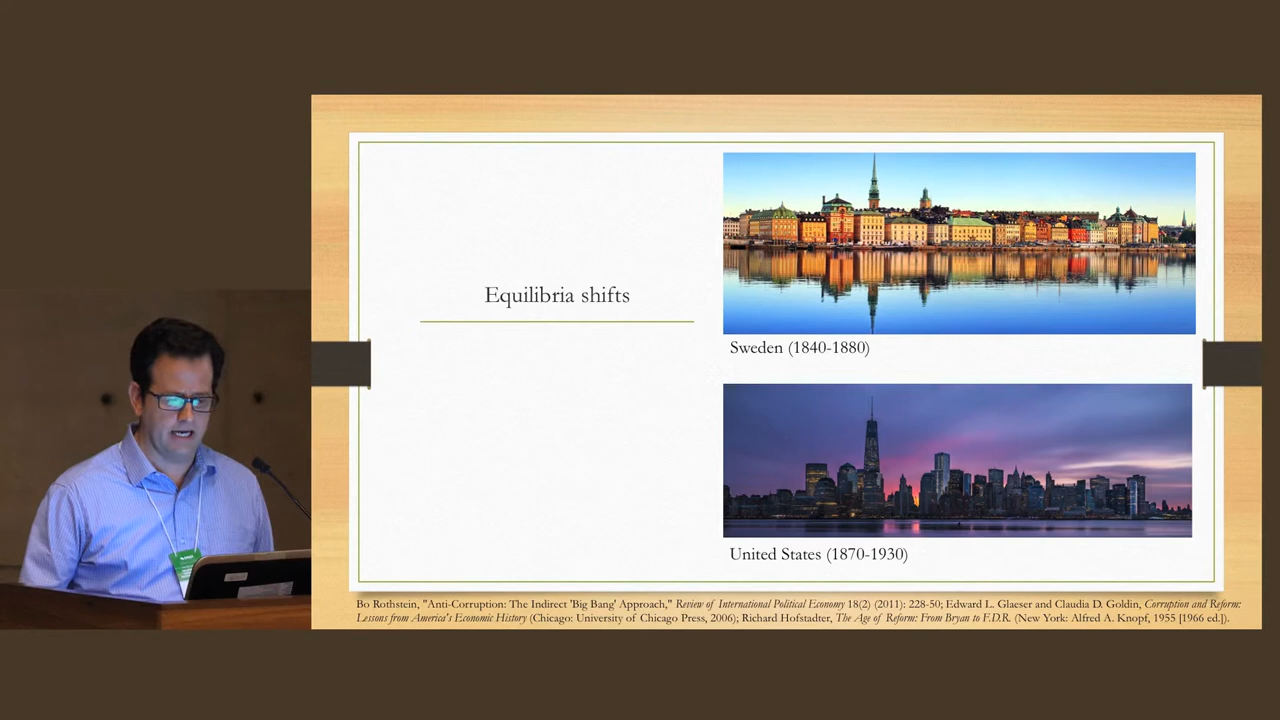 Equilibria shifts
Sweden (1840-1880)
United States (1870-1930)
Bo Rothstein, "Anti-Corruption: The Indirect 'Big Bang' Approach," Review of International Political Economy 18(2) (2011): 228-50; Edward L. Glaeser and Claudia D. Goldin, Corruption and Reform:
Lessons from America's Economic History (Chicago: University of Chicago Press, 2006); Richard Hofstadter, The Age of Reform: From Bryan to F.D.R. (New York: Alfred A. Knopf, 1955 [1966 ed.]).